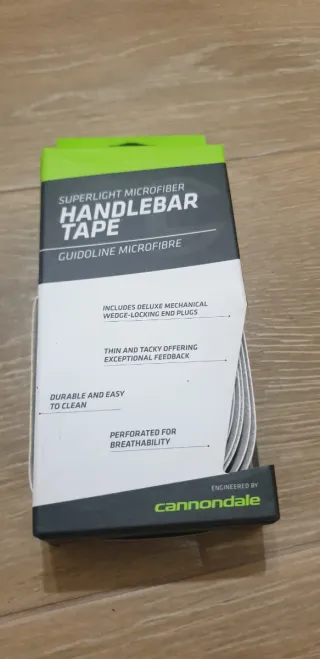 SUPERLIGHT MICROFIBER
HANDLEBAR
TAPE
GUIDOLINE MICROFIBRE
INCLUDES DELUXE MECHANICAL
WEDGE-LOCKING END PLUGS
THIN AND TACKY OFFERING
EXCEPTIONAL FEEDBACK
DURABLE AND EASY
TO CLEAN
PERFORATED FOR
BREATHABILITY
ENGINEERED BY
cannondale